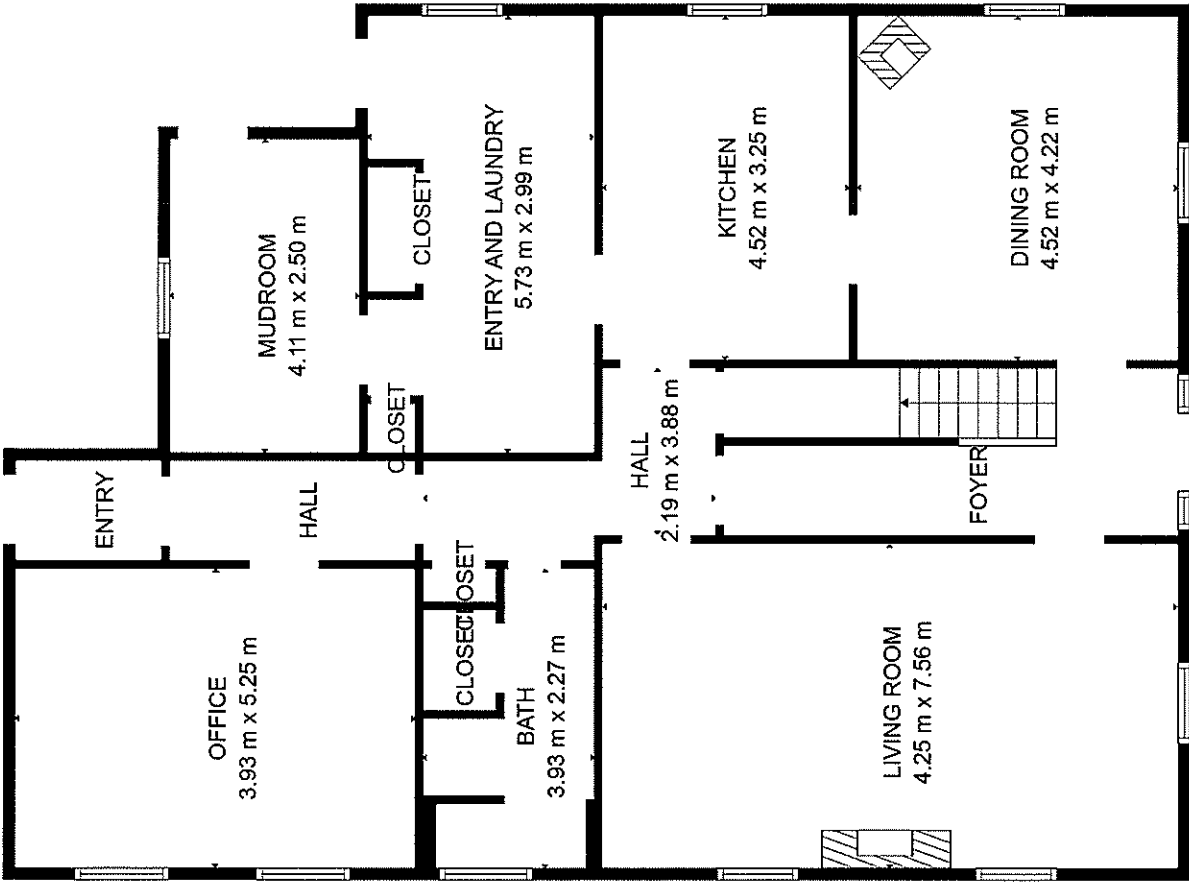 ENTRY
HALL
OFFICE
3.93 m x 5.25 m
MUDROOM
4.11 m x 2.50 m
CLOSET
CLOSET
CLOSET
CLOSET
BATH
3.93 m x 2.27 m
ENTRY AND LAUNDRY
5.73 m x 2.99 m
HALL
2.19 m x 3.88 m
KITCHEN
4.52 m x 3.25 m
LIVING ROOM
4.25 m x 7.56 m
FOYER
DINING ROOM
4.52 m x 4.22 m